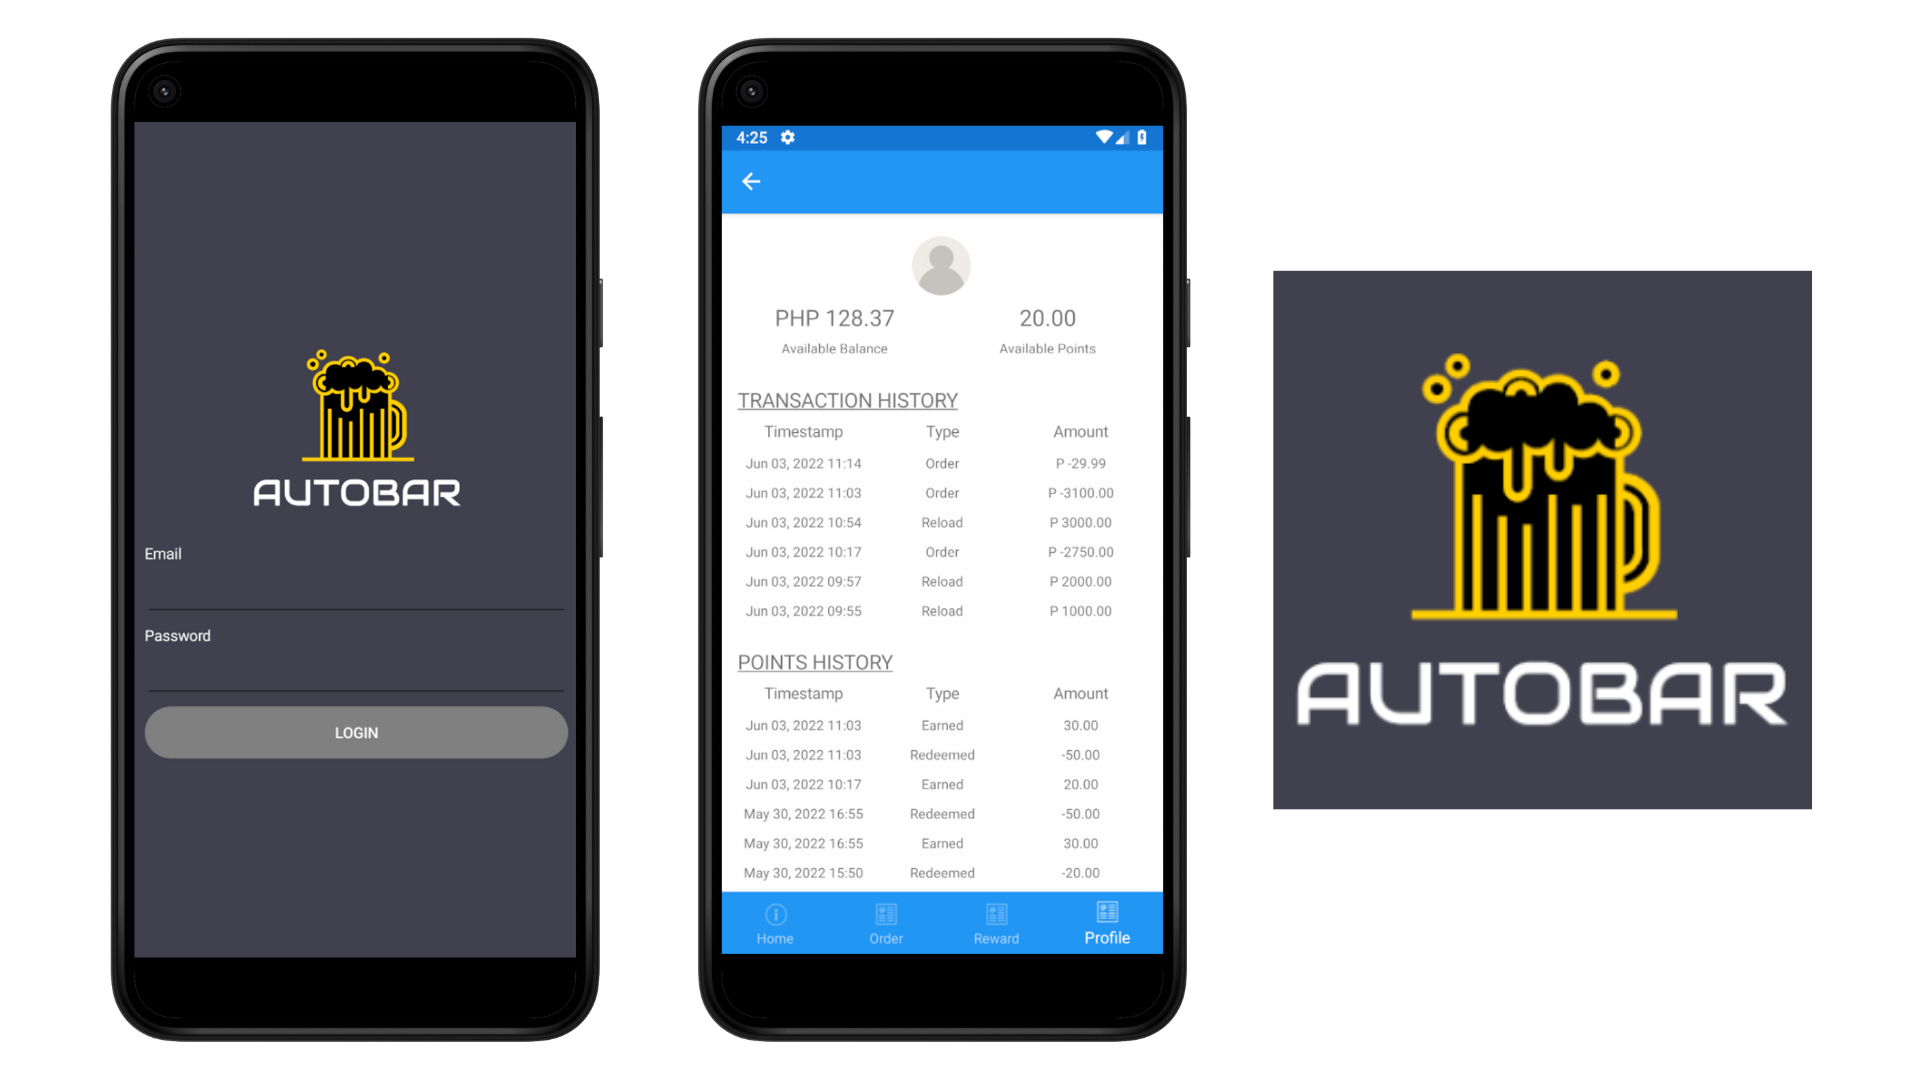 AUTOBAR
Email
Password
LOGIN
4:25
PHP 128.37 20.00
Available Balance Available Points
TRANSACTION HISTORY
Timestamp Type Amount
Jun 03, 2022 11:14 Order P -29.99
Jun 03, 2022 11:03 Order P -3100.00
Jun 03, 2022 10:54 Reload P 3000.00
Jun 03, 2022 10:17 Order P -2750.00
Jun 03, 2022 09:57 Reload P 2000.00
Jun 03, 2022 09:55 Reload P 1000.00
POINTS HISTORY
Timestamp Type Amount
Jun 03, 2022 11:03 Earned 30.00
Jun 03, 2022 11:03 Redeemed -50.00
Jun 03, 2022 10:17 Earned 20.00
May 30, 2022 16:55 Redeemed -50.00
May 30, 2022 16:55 Earned 30.00
May 30, 2022 15:50 Redeemed -20.00
Home Order Reward Profile
AUTOBAR